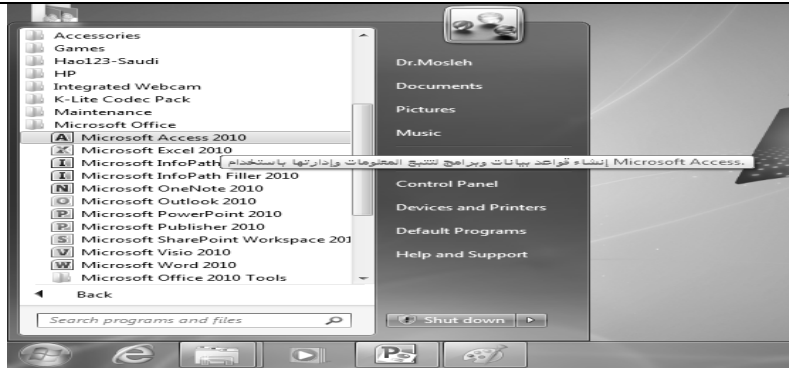 Accessories
Games
Hao123-Saudi
HP
Integrated Webcam
K-Lite Codec Pack
Maintenance
Microsoft Office
Microsoft Access 2010
Microsoft Excel 2010
Microsoft InfoPath
إنشاء قواعد بيانات وبرامج لتتبع المعلومات وإدارتها باستخدام Microsoft Access.
Microsoft InfoPath Filler 2010
Microsoft OneNote 2010
Microsoft Outlook 2010
Microsoft PowerPoint 2010
Microsoft Publisher 2010
Microsoft SharePoint Workspace 201
Microsoft Visio 2010
Microsoft Word 2010
Microsoft Office 2010 Tools
Back
Search programs and files
Dr.Mosleh
Documents
Pictures
Music
Control Panel
Devices and Printers
Default Programs
Help and Support
Shut down